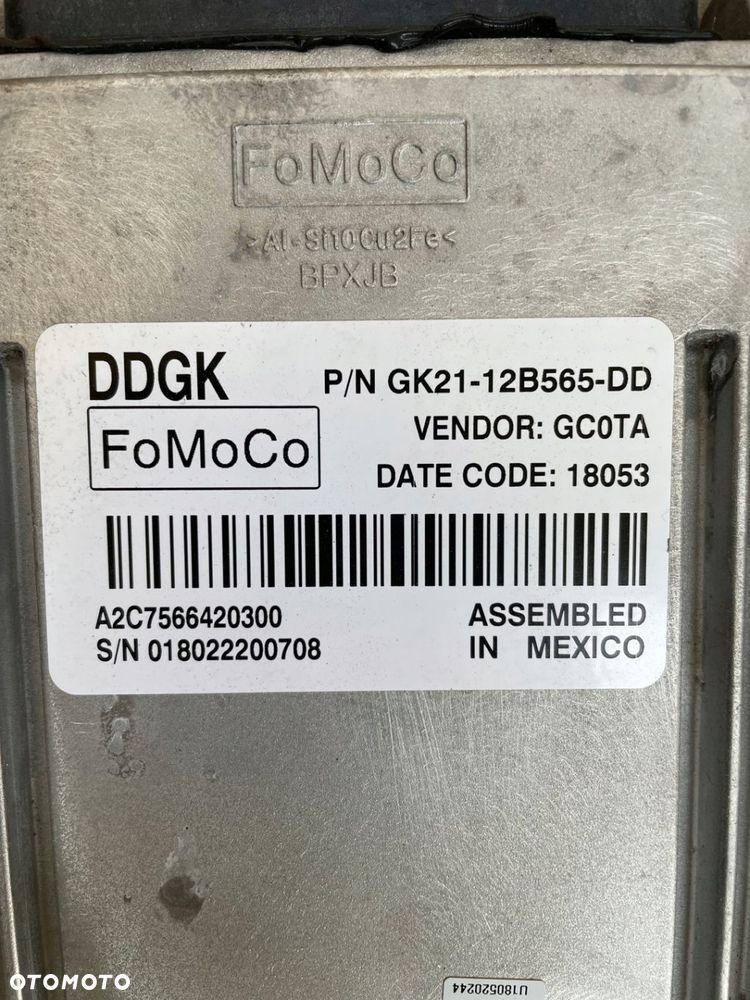 FoMoCo
>Al-Si10Cu2Fe<
BPXJB
DDGK
P/N GK21-12B565-DD
FoMoCo
VENDOR: GC0TA
DATE CODE: 18053
A2C7566420300
ASSEMBLED
S/N 018022200708
IN MEXICO
U180520244
OTOMOTO